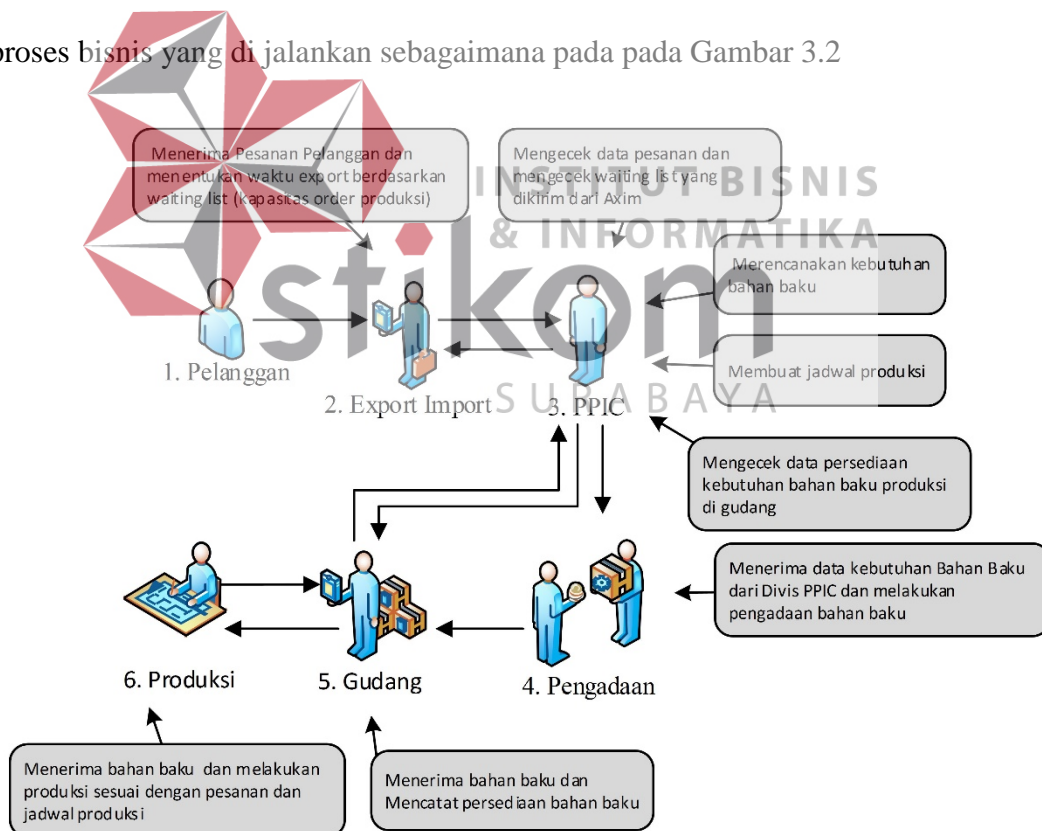 proses bisnis yang di jalankan sebagaimana pada pada Gambar 3.2
Menerima Pesanan Pelanggan dan
menentukan waktu export berdasarkan
waiting list (kapasitas order produksi)
Mengecek data pesanan dan
mengecek waiting list yang
dikirim dari Axim
INSTITUT BISNIS
& INFORMATIKA
stikom
SURABAYA
Merencanakan kebutuhan
bahan baku
Membuat jadwal produksi
1. Pelanggan
2. Export Import
3. PPIC
Mengecek data persediaan
kebutuhan bahan baku produksi
di gudang
Menerima data kebutuhan Bahan Baku
dari Divis PPIC dan melakukan
pengadaan bahan baku
6. Produksi
5. Gudang
4. Pengadaan
Menerima bahan baku dan melakukan
produksi sesuai dengan pesanan dan
jadwal produksi
Menerima bahan baku dan
Mencatat persediaan bahan baku